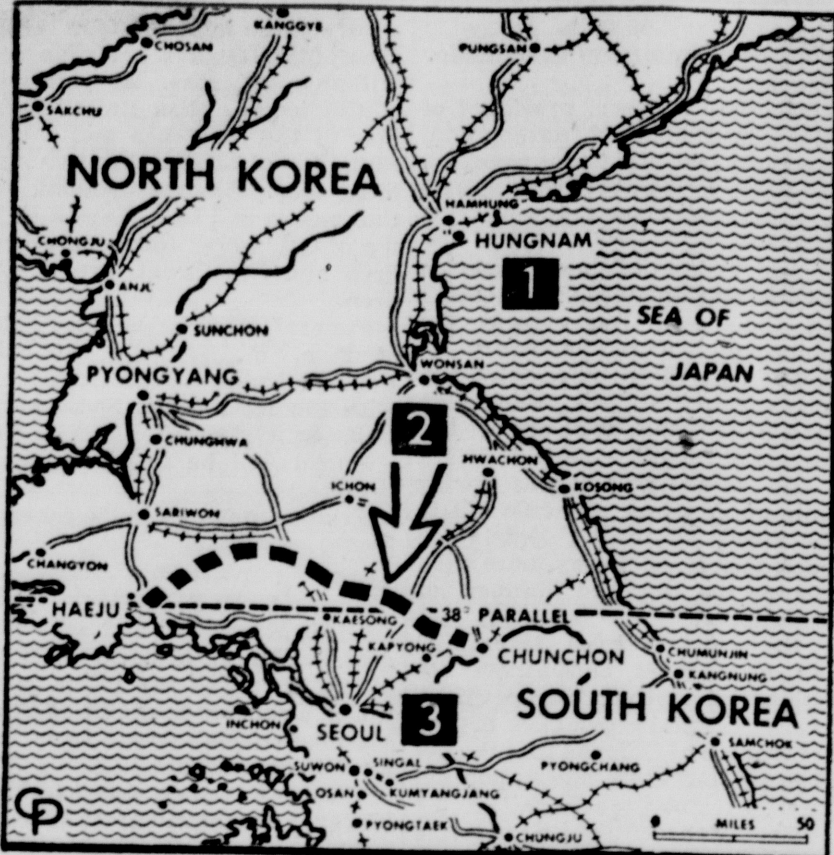 KANGGYE
CHOSAN
PUNGSAN
SAKCHU
NORTH KOREA
HAMHUNG
HUNGNAM
CHONGJU
1
ANJU
SEA OF
JAPAN
SUNCHON
WONSAN
PYONGYANG
2
CHUNGHWA
HWACHON
ICHON
KOSONG
SARIWON
CHANGYON
HAEJU
38° PARALLEL
KAESONG
KAPYONG
CHUNCHON
CHUMUNJIN
KANGNUNG
SOUTH KOREA
INCHON
SEOUL
3
SAMCHOK
SUWON
SINGAL
PYONGCHANG
OSAN
KUMYANGJANG
PYONGTAEK
CHUNGJU
0 MILES 50
CP